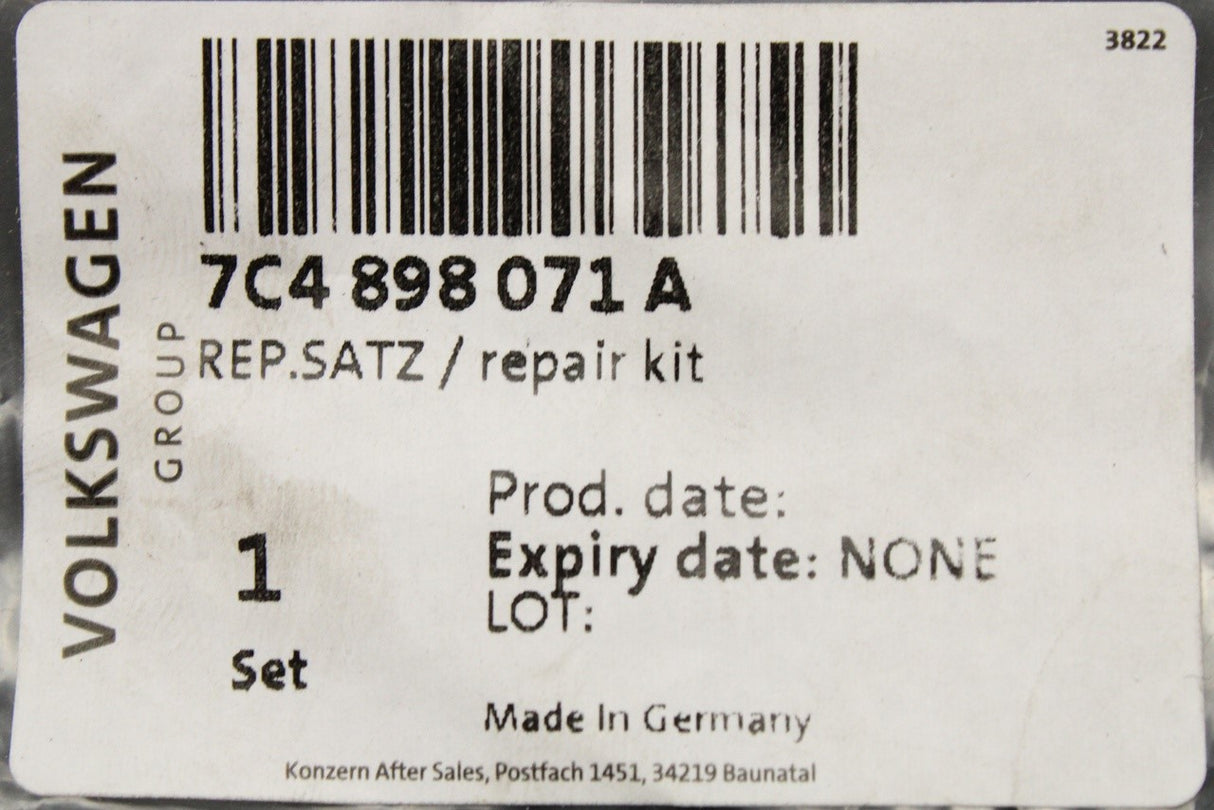 3822
VOLKSWAGEN
GROUP
7C4 898 071 A
REP.SATZ / repair kit
Prod. date:
Expiry date: NONE
LOT:
1
Set
Made In Germany
Konzern After Sales, Postfach 1451, 34219 Baunatal